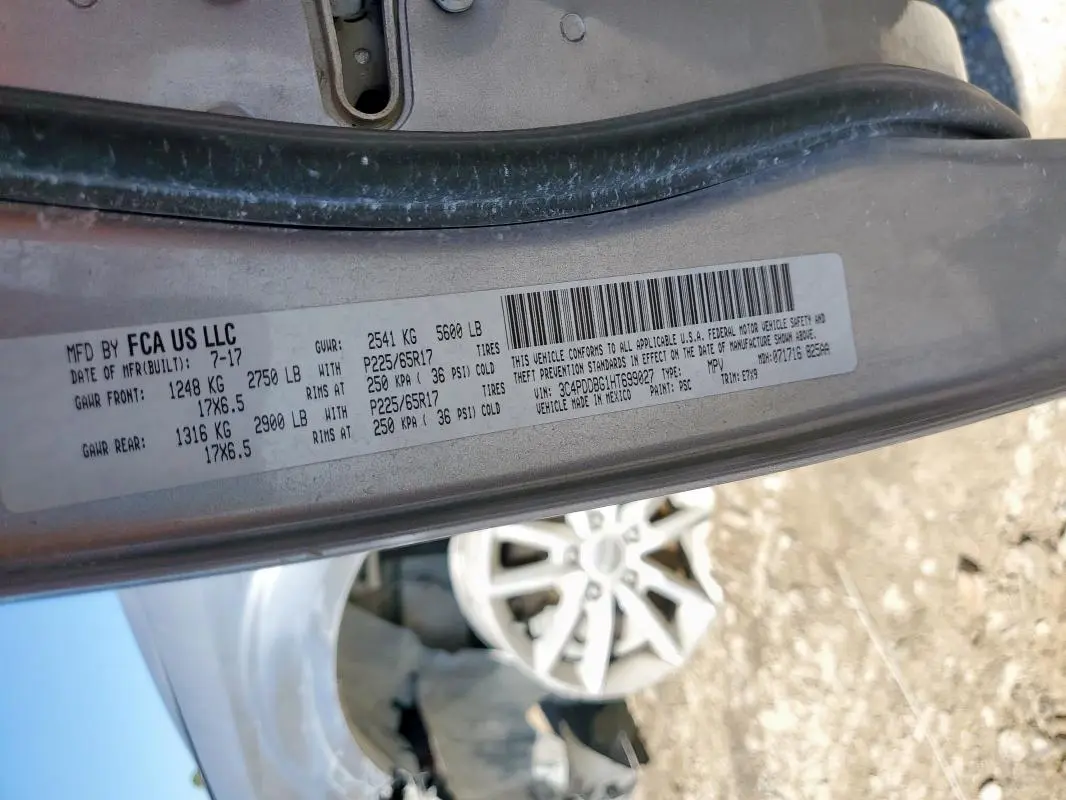 MFD BY FCA US LLC
DATE OF MFR(BUILT): 7-17 GVWR: 2541 KG 5600 LB
GAWR FRONT: 1248 KG 2750 LB WITH P225/65R17 TIRES
17X6.5 RIMS AT 250 KPA ( 36 PSI) COLD
GAWR REAR: 1316 KG 2900 LB WITH P225/65R17 TIRES
17X6.5 RIMS AT 250 KPA ( 36 PSI) COLD
THIS VEHICLE CONFORMS TO ALL APPLICABLE U.S.A. FEDERAL MOTOR VEHICLE SAFETY AND
THEFT PREVENTION STANDARDS IN EFFECT ON THE DATE OF MANUFACTURE SHOWN ABOVE.
VIN: 3C4PDDBG1HT699027 TYPE: MPV MDH: 071716 825AA
VEHICLE MADE IN MEXICO PAINT: RSC TRIM: E7X9